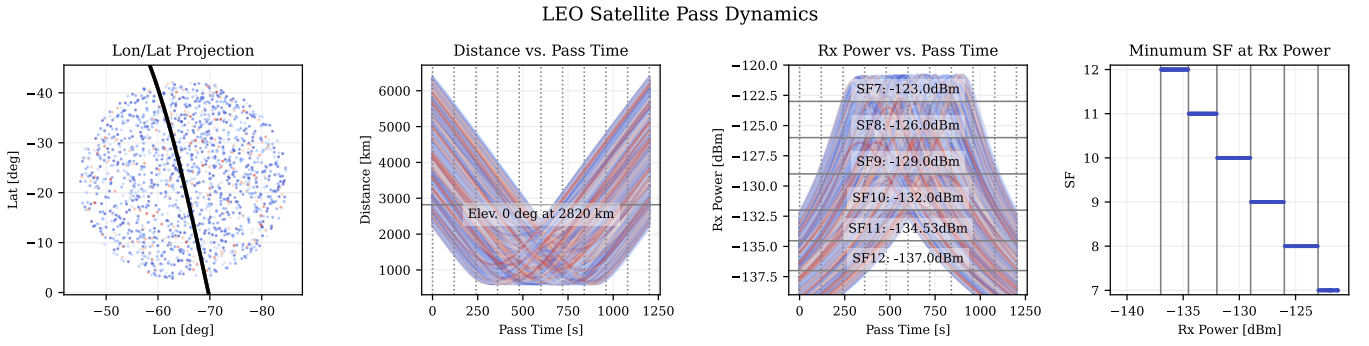 LEO Satellite Pass Dynamics
Lon/Lat Projection
Lat [deg]
−40
−30
−20
−10
0
−50
−60
−70
−80
Lon [deg]
Distance vs. Pass Time
Distance (km]
6000
5000
4000
3000
2000
1000
Elev. 0 deg at 2820 km
0
250
500
750
1000
1250
Pass Time [s]
Rx Power vs. Pass Time
Rx Power [dBm]
−120.0
−122.5
−125.0
−127.5
−130.0
−132.5
−135.0
−137.5
SF7: -123.0dBm
SF8: -126.0dBm
SF9: -129.0dBm
SF10: -132.0dBm
SF11: -134.53dBm
SF12: -137.0dBm
0
250
500
750
1000
1250
Pass Time [s]
Minumum SF at Rx Power
SF
12
11
10
9
8
7
−140
−135
−130
−125
Rx Power [dBm]